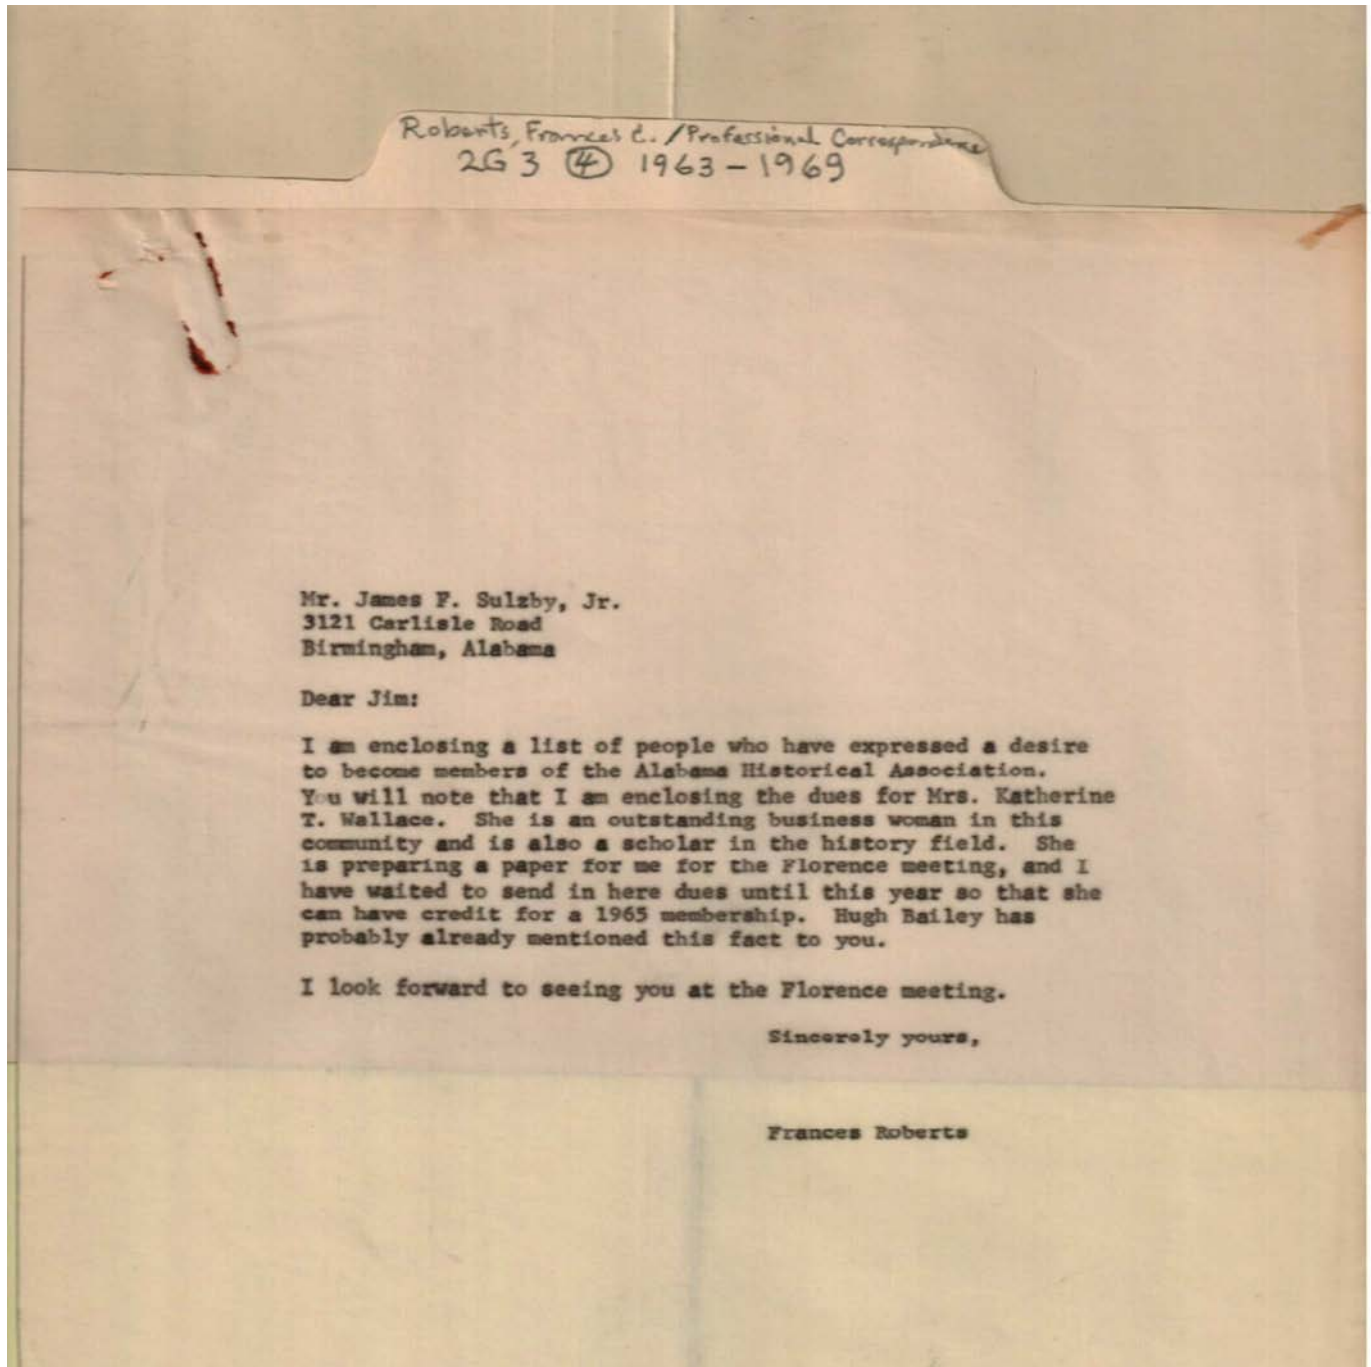 Roberts, Frances C. / Professional Correspondence
2G 3 (4) 1963-1969
Mr. James F. Sulzby, Jr.
3121 Carlisle Road
Birmingham, Alabama
Dear Jim:
I am enclosing a list of people who have expressed a desire
to become members of the Alabama Historical Association.
You will note that I am enclosing the dues for Mrs. Katherine
T. Wallace. She is an outstanding business woman in this
community and is also a scholar in the history field. She
is preparing a paper for me for the Florence meeting, and I
have waited to send in here dues until this year so that she
can have credit for a 1965 membership. Hugh Bailey has
probably already mentioned this fact to you.
I look forward to seeing you at the Florence meeting.
Sincerely yours,
Frances Roberts